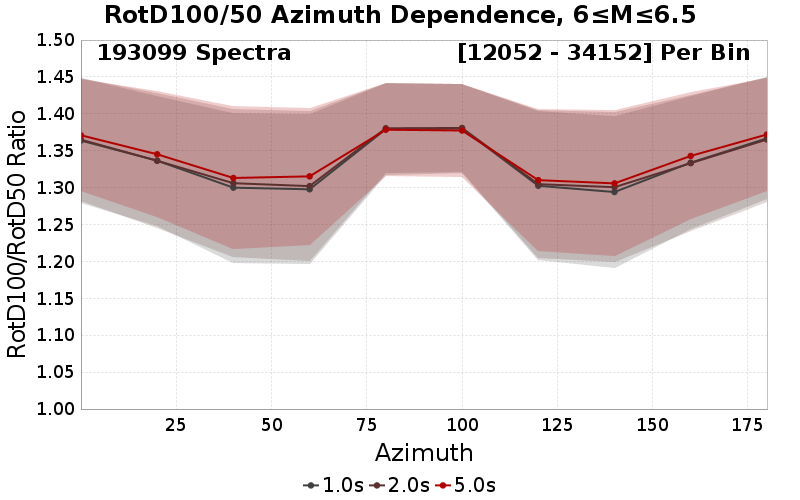 RotD100/50 Azimuth Dependence, 6≤M≤6.5
193099 Spectra
[12052 - 34152] Per Bin
RotD100/RotD50 Ratio
1.50
1.45
1.40
1.35
1.30
1.25
1.20
1.15
1.10
1.05
1.00
25 50 75 100 125 150 175
Azimuth
1.0s 2.0s 5.0s